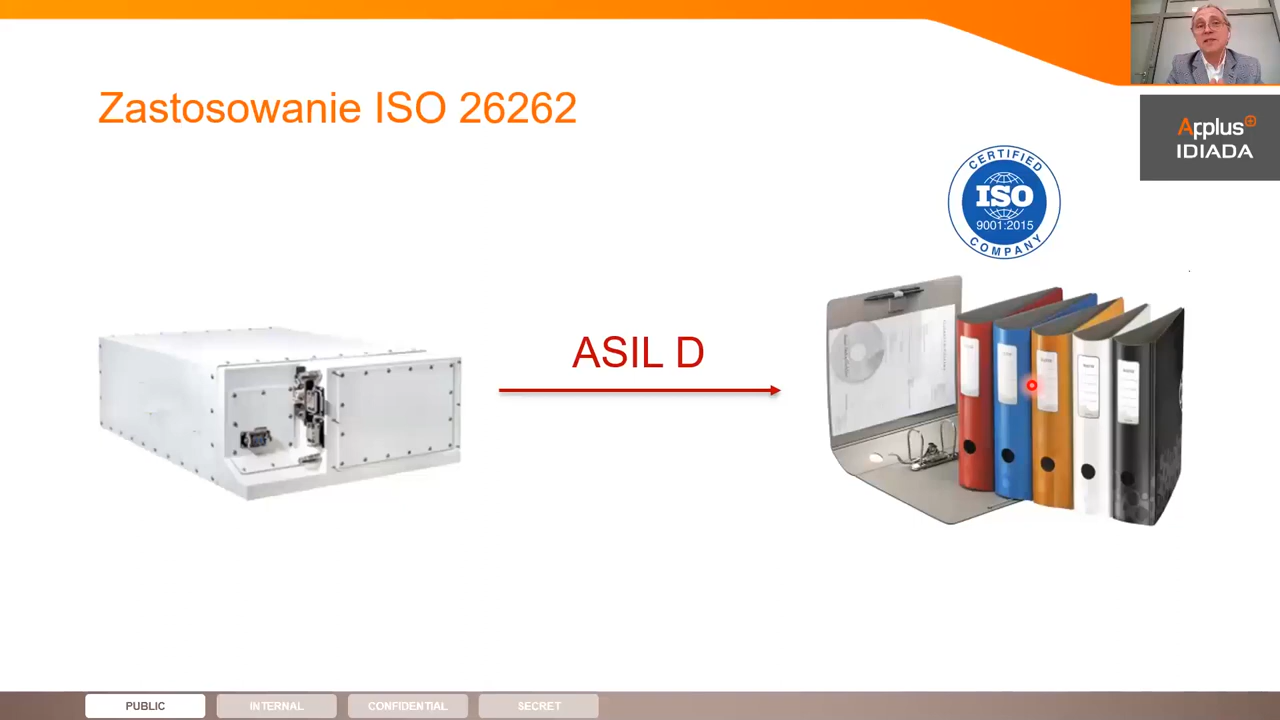 Zastosowanie ISO 26262
Applus+
IDIADA
CERTIFIED
ISO
9001:2015
COMPANY
ASIL D
PUBLIC
INTERNAL
CONFIDENTIAL
SECRET